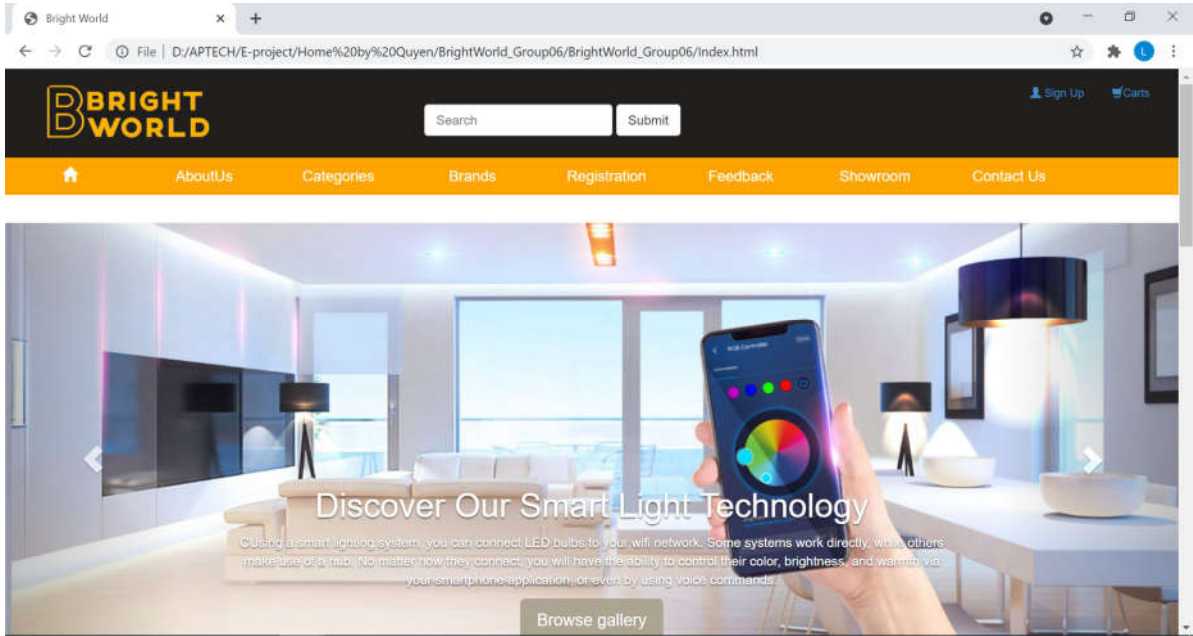 Bright World
File | D:/APTECH/E-project/Home%20by%20Quyen/BrightWorld_Group06/BrightWorld_Group06/Index.html
L
BRIGHT
WORLD
Search Submit
Sign Up Carts
AboutUs Categories Brands Registration Feedback Showroom Contact Us
RGB Controller
Discover Our Smart Light Technology
CUsing a smart lighting system, you can connect LED bulbs to your wifi network. Some systems work directly, while others
make use of a hub. No matter how they connect, you will have the ability to control their color, brightness, and warmth via
your smartphone application, or even by using voice commands.
Browse gallery